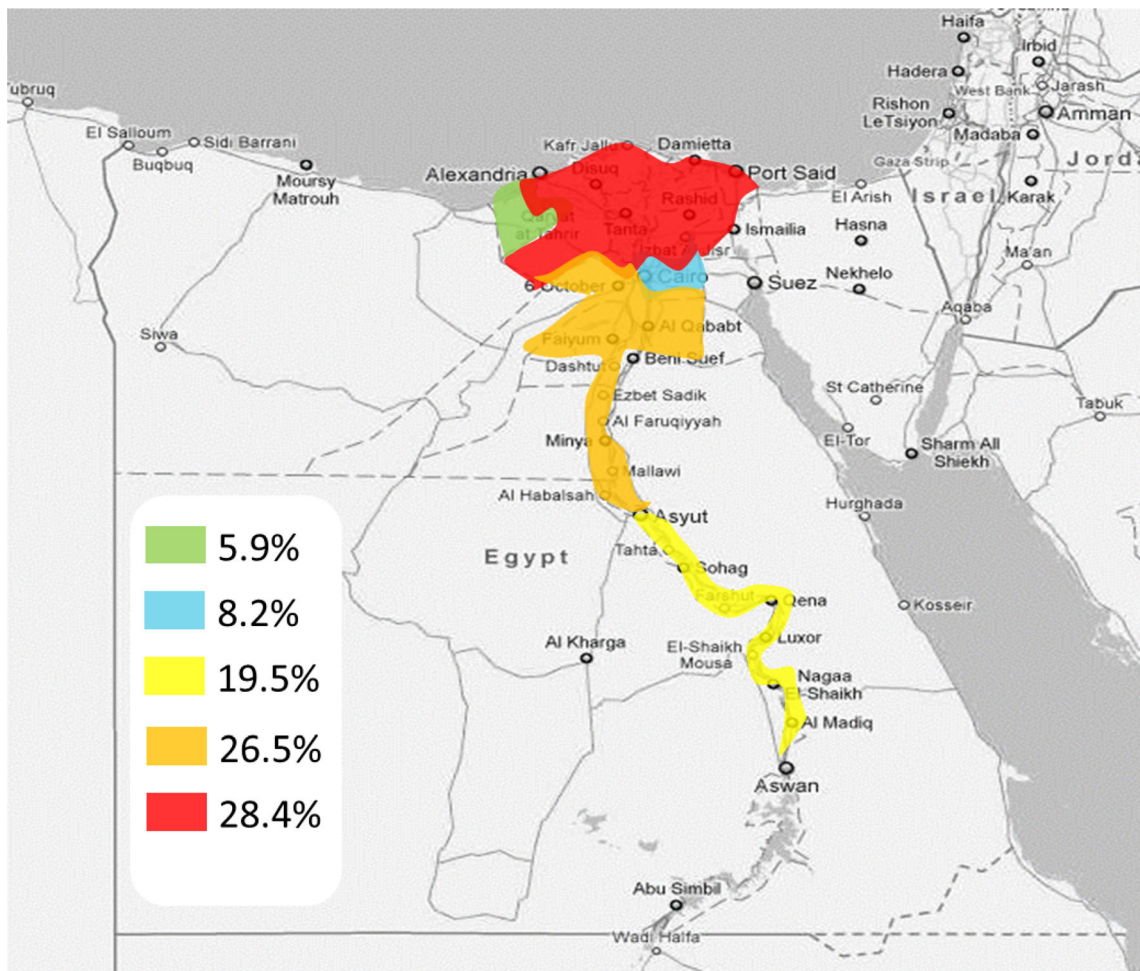 Haifa
Irbid
Hadera
Jarash
West Bank
Rishon
LeTsiyon
Amman
Madaba
Tubruq
El Salloum
Sidi Barrani
Buqbuq
Kafr Jallu
Damietta
Alexandria
Disuq
Port Said
Gaza Strip
Jorda
Moursy
Matrouh
El Arish
Israel
Karak
Rashid
Qaryat
at Tahrir
Tanta
Ismailia
Hasna
Ma'an
Cairo
6 October
Suez
Nekhelo
Aqaba
Siwa
Al Qababt
Faiyum
Beni Suef
Dashtut
St Catherine
Ezbet Sadik
Tabuk
Al Faruqiyyah
El-Tor
Minya
Sharm All
Shiekh
Mallawi
Al Habalsah
Hurghada
Asyut
Egypt
Tahta
Sohag
Farshut
Qena
Kosseir
Al Kharga
El-Shaikh
Mousa
Luxor
Nagaa
El-Shaikh
Al Madiq
Aswan
Abu Simbil
Wadi Halfa
5.9%
8.2%
19.5%
26.5%
28.4%